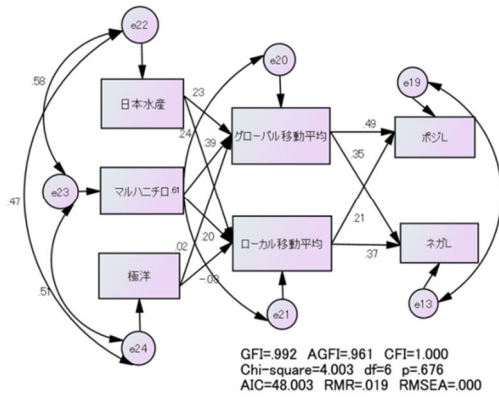 e22
e20
e19
.58
.23
日本水産
グローバル移動平均
.49
ポジL
.24
.39
.35
e23
マルハニチロ
.61
.47
.21
.20
ローカル移動平均
.37
ネガL
.02
極洋
-.03
.51
e21
e13
e24
GFI=.992 AGFI=.961 CFI=1.000
Chi-square=4.003 df=6 p=.676
AIC=48.003 RMR=.019 RMSEA=.000